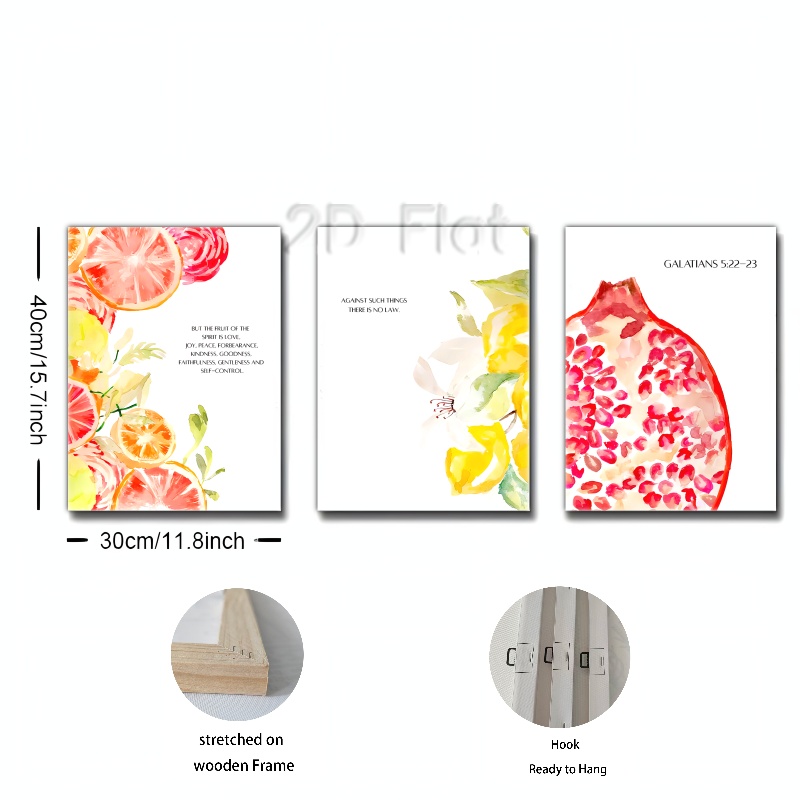 2D Flat
GALATIANS 5:22-23
AGAINST SUCH THINGS
THERE IS NO LAW.
BUT THE FRUIT OF THE
SPIRIT IS LOVE,
JOY, PEACE, FORBEARANCE,
KINDNESS, GOODNESS,
FAITHFULNESS, GENTLENESS AND
SELF-CONTROL.
40cm/15.7inch
30cm/11.8inch
stretched on
wooden Frame
Hook
Ready to Hang